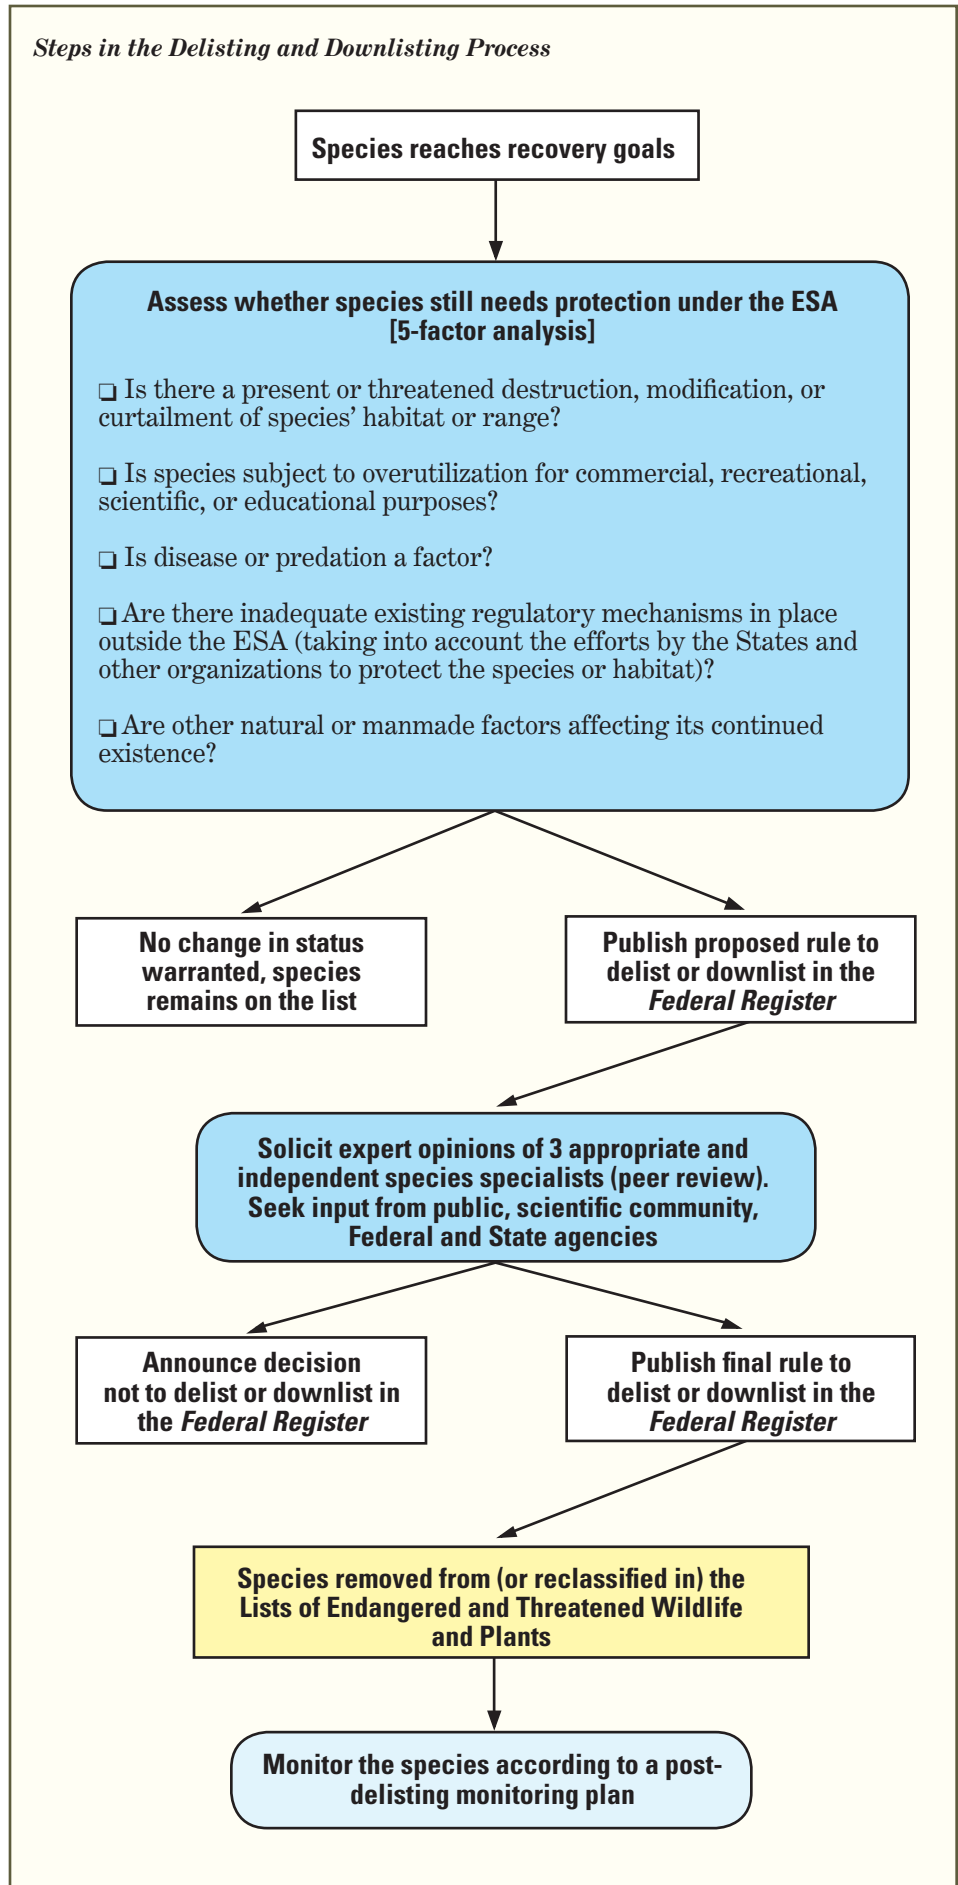 Steps in the Delisting and Downlisting Process
Species reaches recovery goals
Assess whether species still needs protection under the ESA
[5-factor analysis]
❏ Is there a present or threatened destruction, modification, or
curtailment of species’ habitat or range?
❏ Is species subject to overutilization for commercial, recreational,
scientific, or educational purposes?
❏ Is disease or predation a factor?
❏ Are there inadequate existing regulatory mechanisms in place
outside the ESA (taking into account the efforts by the States and
other organizations to protect the species or habitat)?
❏ Are other natural or manmade factors affecting its continued
existence?
No change in status
warranted, species
remains on the list
Publish proposed rule to
delist or downlist in the
Federal Register
Solicit expert opinions of 3 appropriate and
independent species specialists (peer review).
Seek input from public, scientific community,
Federal and State agencies
Announce decision
not to delist or downlist in
the Federal Register
Publish final rule to
delist or downlist in the
Federal Register
Species removed from (or reclassified in) the
Lists of Endangered and Threatened Wildlife
and Plants
Monitor the species according to a post-
delisting monitoring plan